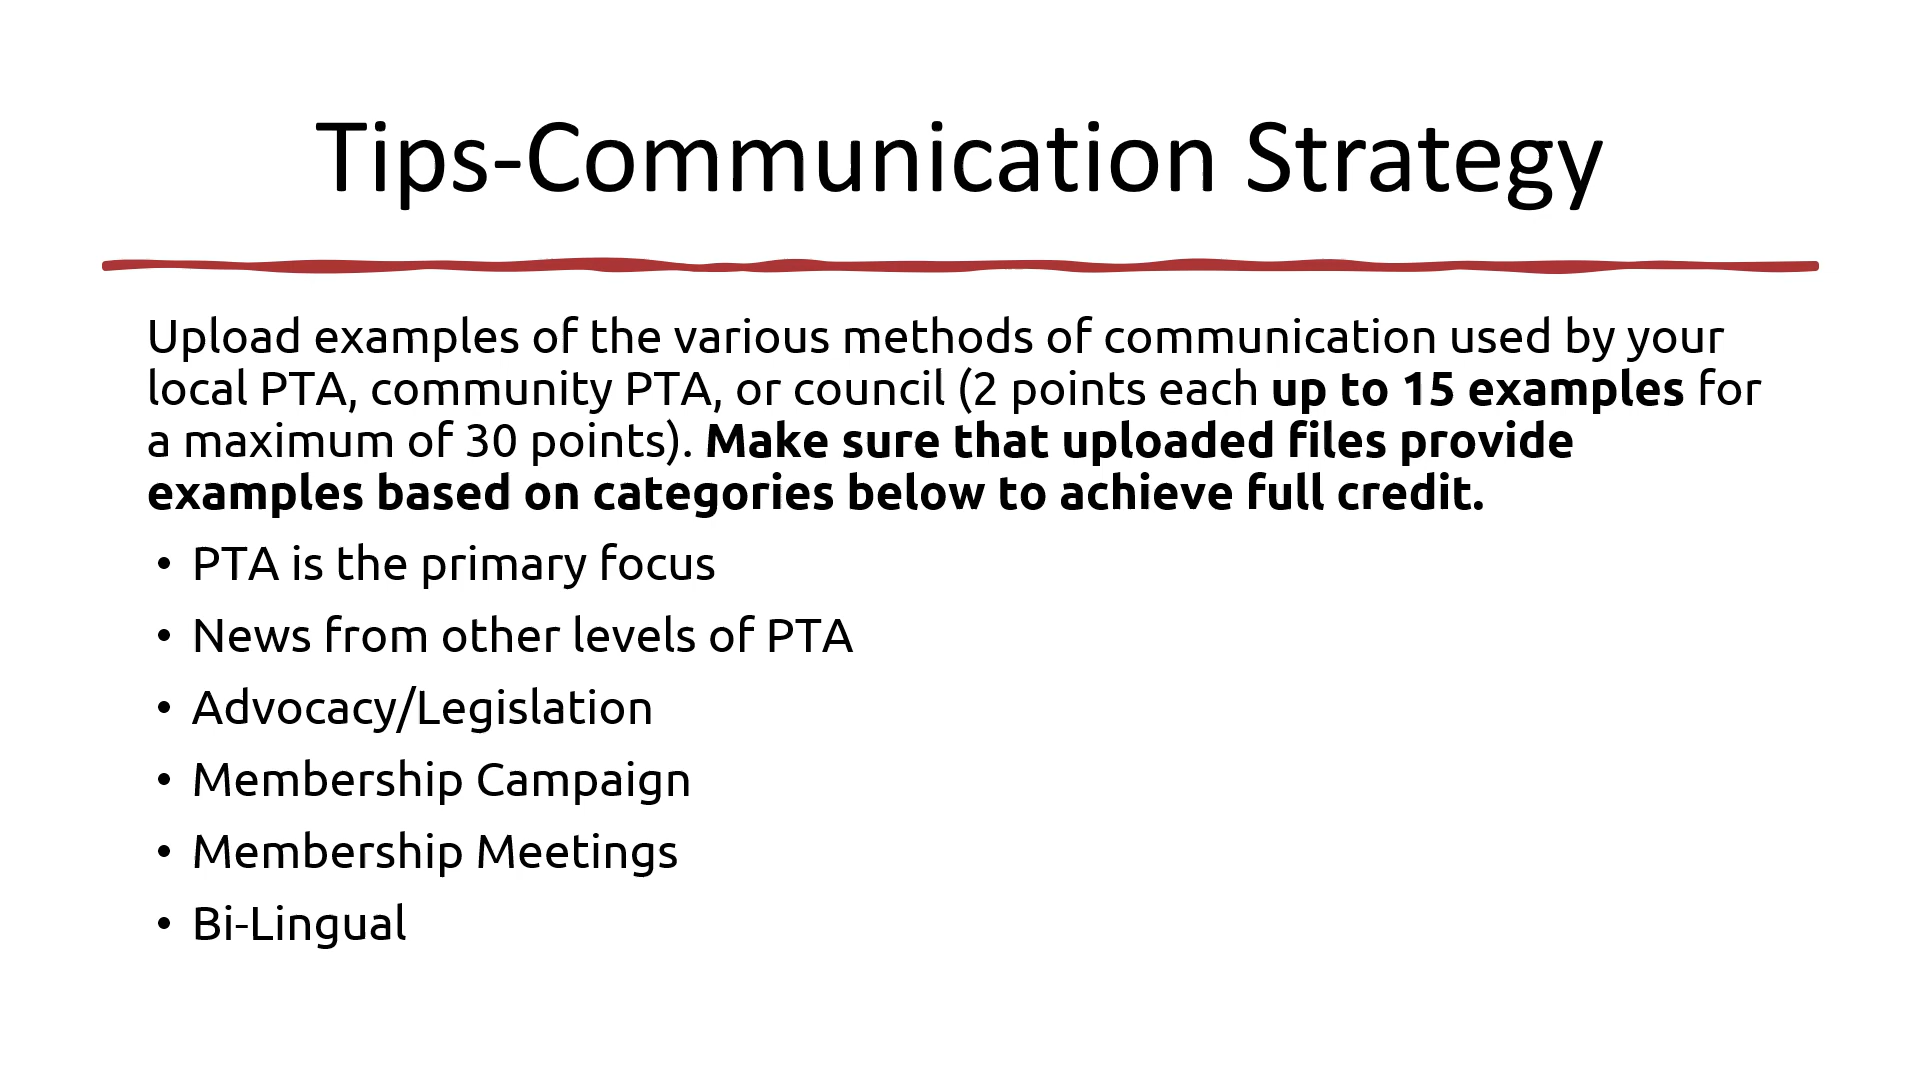 Tips-Communication Strategy
Upload examples of the various methods of communication used by your
local PTA, community PTA, or council (2 points each up to 15 examples for
a maximum of 30 points). Make sure that uploaded files provide
examples based on categories below to achieve full credit.
• PTA is the primary focus
• News from other levels of PTA
• Advocacy/Legislation
• Membership Campaign
• Membership Meetings
• Bi-Lingual